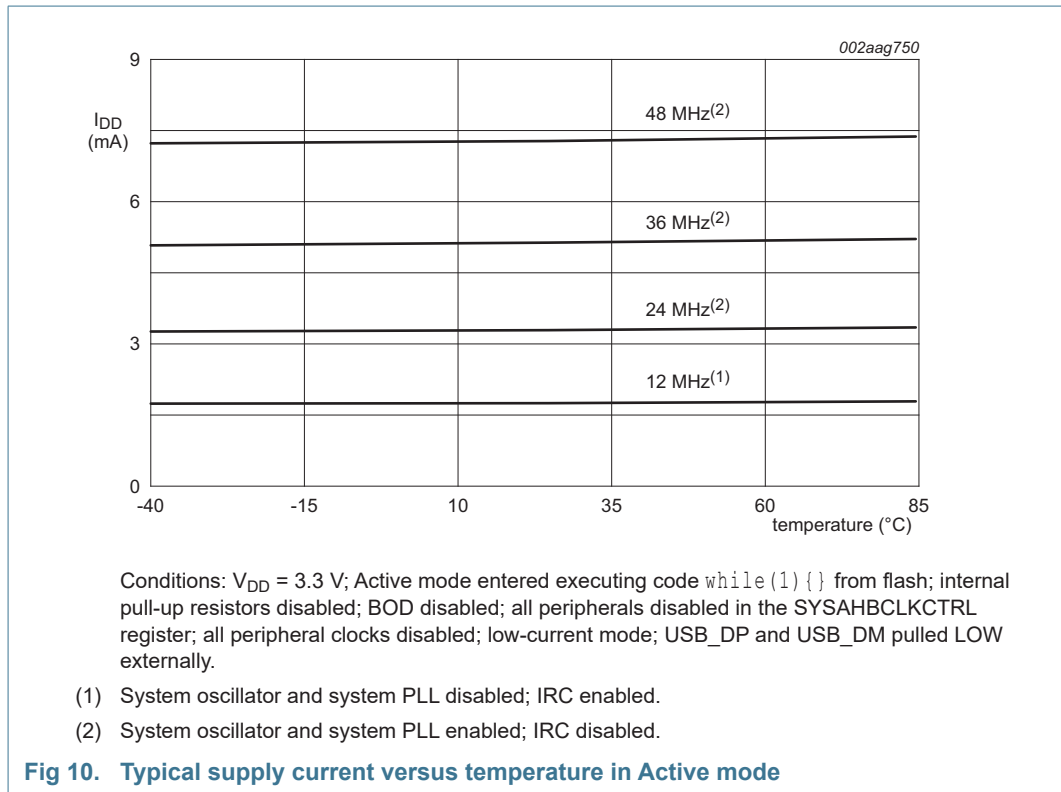 002aag750
9
I_DD
(mA)
48 MHz(2)
6
36 MHz(2)
24 MHz(2)
3
12 MHz(1)
0
-40 -15 10 35 60 85
temperature (°C)
Conditions: V_DD = 3.3 V; Active mode entered executing code while(1){} from flash; internal
pull-up resistors disabled; BOD disabled; all peripherals disabled in the SYSAHBCLKCTRL
register; all peripheral clocks disabled; low-current mode; USB_DP and USB_DM pulled LOW
externally.
(1) System oscillator and system PLL disabled; IRC enabled.
(2) System oscillator and system PLL enabled; IRC disabled.
Fig 10. Typical supply current versus temperature in Active mode